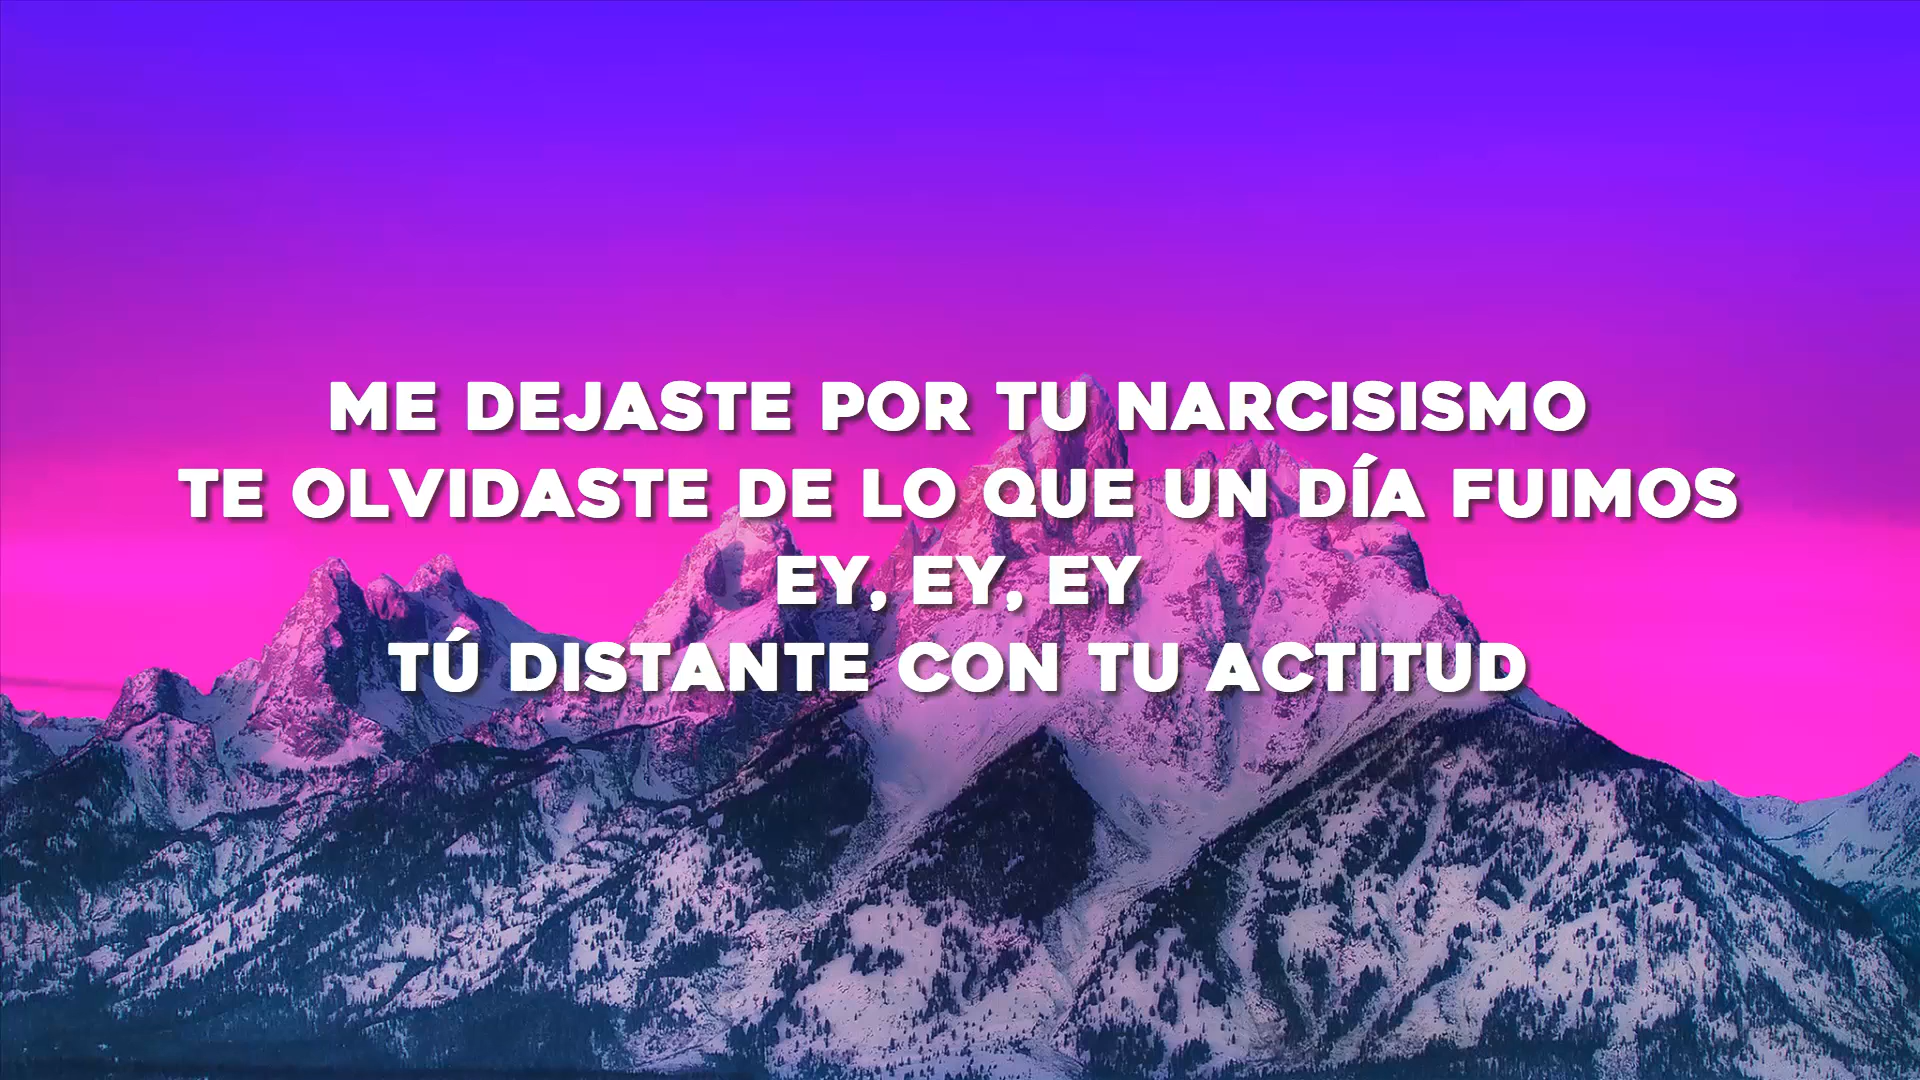 ME DEJASTE POR TU NARCISISMO
TE OLVIDASTE DE LO QUE UN DÍA FUIMOS
EY, EY, EY
TÚ DISTANTE CON TU ACTITUD